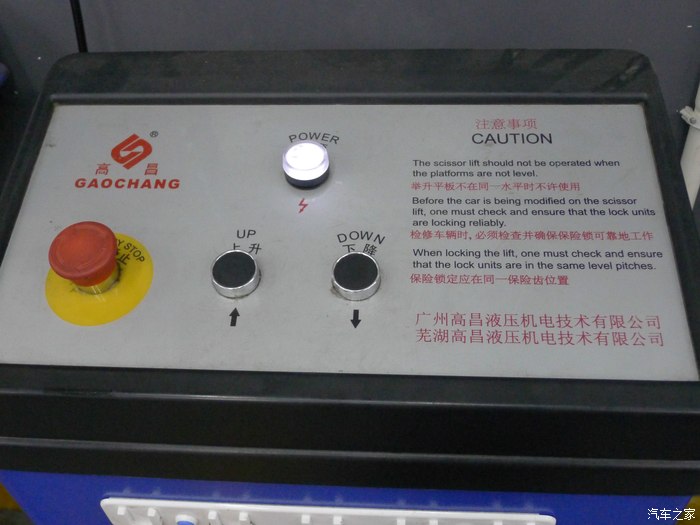 ®
高 昌
GAOCHANG
POWER
STOP
止
UP
上 升
DOWN
下 降
注意事项
CAUTION
The scissor lift should not be operated when
the platforms are not level.
举升平板不在同一水平时不许使用
Before the car is being modified on the scissor
lift, one must check and ensure that the lock units
are locking reliably.
检修车辆时, 必须检查并确保保险锁可靠地工作
When locking the lift, one must check and ensure
that the lock units are in the same level pitches.
保险锁定应在同一保险齿位置
广州高昌液压机电技术有限公司
芜湖高昌液压机电技术有限公司
汽车之家